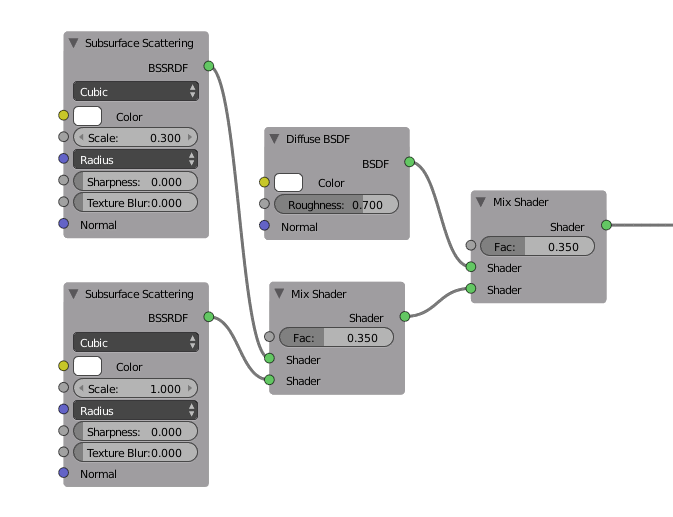 Subsurface Scattering
BSSRDF
Cubic
Color
Scale: 0.300
Radius
Sharpness: 0.000
Texture Blur:0.000
Normal
Diffuse BSDF
BSDF
Color
Roughness: 0.700
Normal
Mix Shader
Shader
Fac: 0.350
Shader
Shader
Subsurface Scattering
BSSRDF
Cubic
Color
Scale: 1.000
Radius
Sharpness: 0.000
Texture Blur:0.000
Normal
Mix Shader
Shader
Fac: 0.350
Shader
Shader